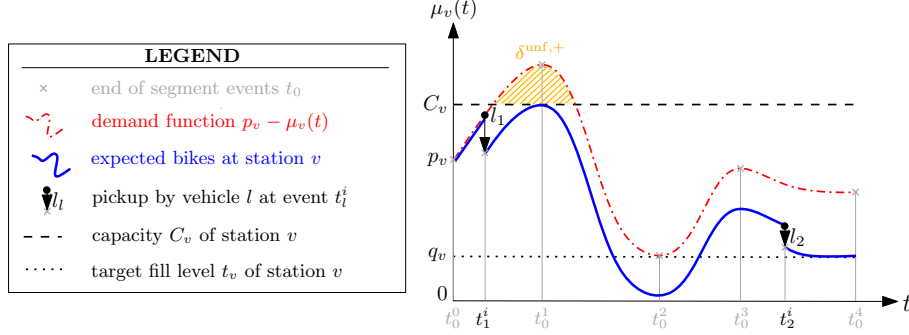 LEGEND
end of segment events t₀
demand function pᵥ − μᵥ(t)
expected bikes at station v
lₗ pickup by vehicle l at event tₗⁱ
capacity Cᵥ of station v
target fill level tᵥ of station v
μᵥ(t)
δᵘⁿᶠ,⁺
Cᵥ
l₁
pᵥ
l₂
qᵥ
0
t
t₀⁰ t₁ⁱ t₀¹ t₀² t₀³ t₂ⁱ t₀⁴